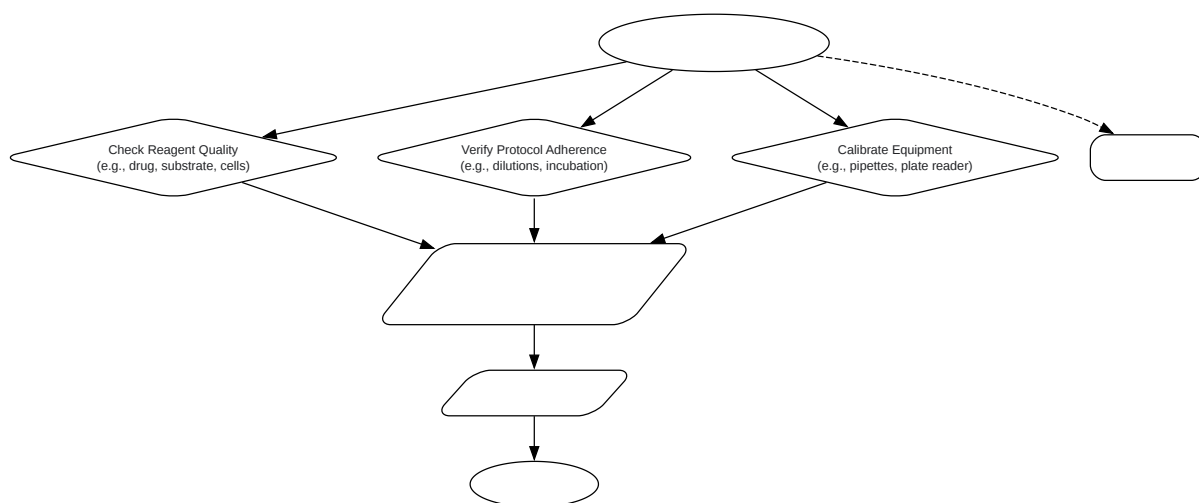 Check Reagent Quality
(e.g., drug, substrate, cells)
Verify Protocol Adherence
(e.g., dilutions, incubation)
Calibrate Equipment
(e.g., pipettes, plate reader)